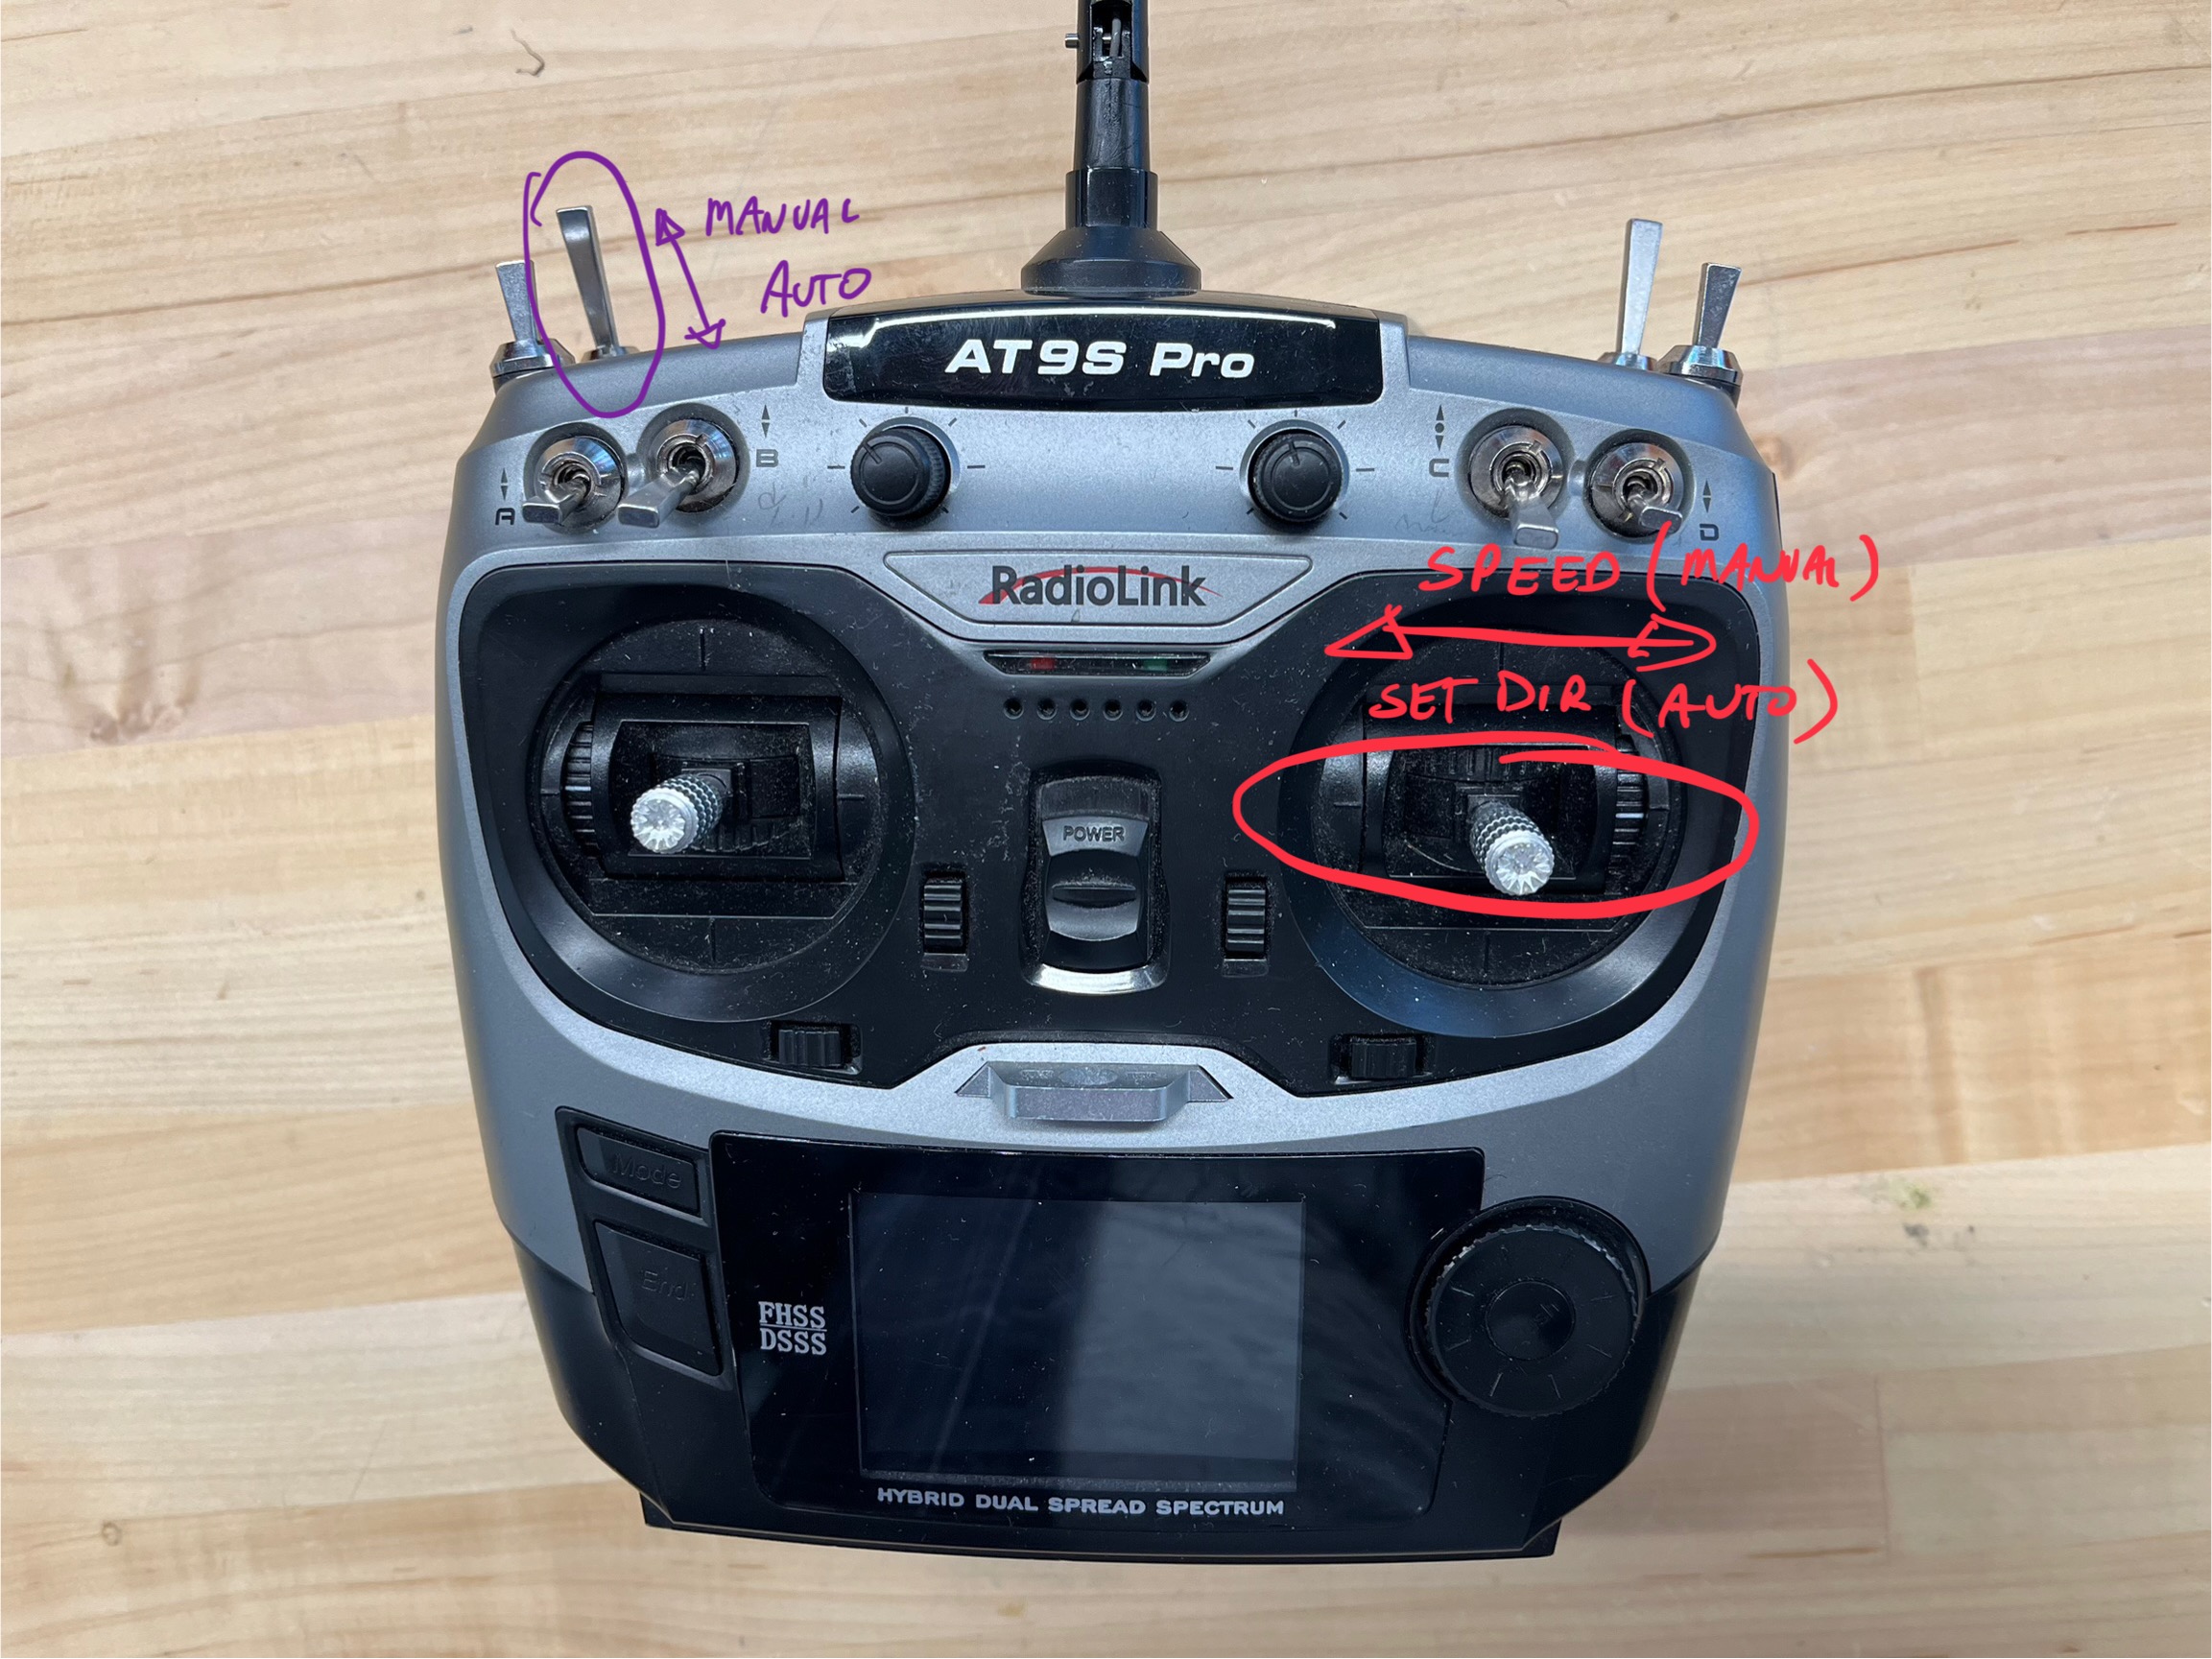 MANUAL
AUTO
AT9S Pro
A
B
C
D
RadioLink
SPEED (MANUAL)
SET DIR (AUTO)
POWER
Mode
End
FHSS
DSSS
HYBRID DUAL SPREAD SPECTRUM